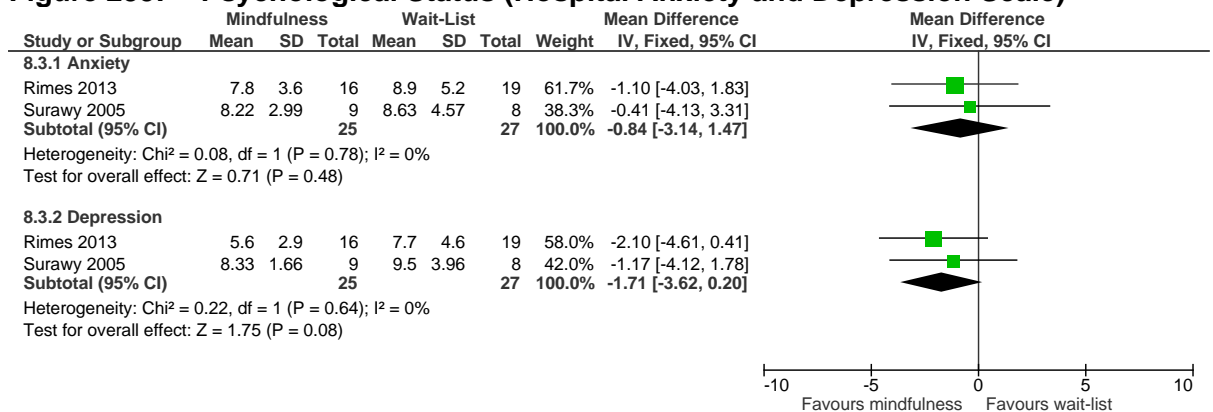 Mindfulness Wait-List Mean Difference Mean Difference
Study or Subgroup Mean SD Total Mean SD Total Weight IV, Fixed, 95% CI IV, Fixed, 95% CI
8.3.1 Anxiety
Rimes 2013 7.8 3.6 16 8.9 5.2 19 61.7% -1.10 [-4.03, 1.83]
Surawy 2005 8.22 2.99 9 8.63 4.57 8 38.3% -0.41 [-4.13, 3.31]
Subtotal (95% CI) 25 27 100.0% -0.84 [-3.14, 1.47]
Heterogeneity: Chi² = 0.08, df = 1 (P = 0.78); I² = 0%
Test for overall effect: Z = 0.71 (P = 0.48)
8.3.2 Depression
Rimes 2013 5.6 2.9 16 7.7 4.6 19 58.0% -2.10 [-4.61, 0.41]
Surawy 2005 8.33 1.66 9 9.5 3.96 8 42.0% -1.17 [-4.12, 1.78]
Subtotal (95% CI) 25 27 100.0% -1.71 [-3.62, 0.20]
Heterogeneity: Chi² = 0.22, df = 1 (P = 0.64); I² = 0%
Test for overall effect: Z = 1.75 (P = 0.08)
-10 -5 0 5 10
Favours mindfulness Favours wait-list